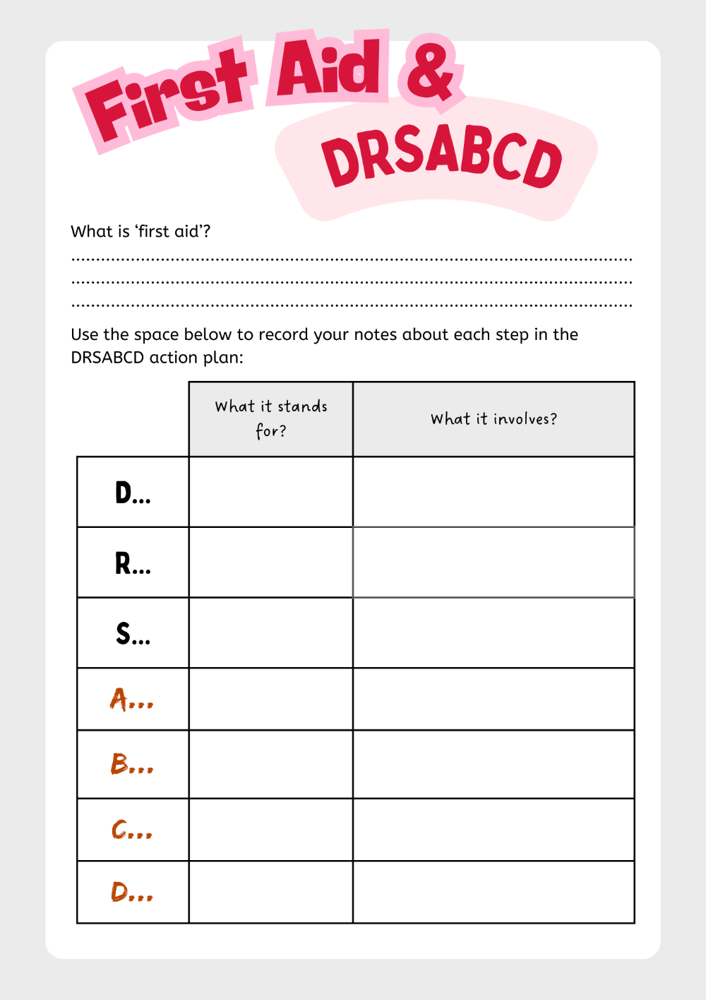 First Aid &
DRSABCD
What is ‘first aid’?
Use the space below to record your notes about each step in the
DRSABCD action plan:
What it stands
for?
What it involves?
D...
R...
S...
A...
B...
C...
D...